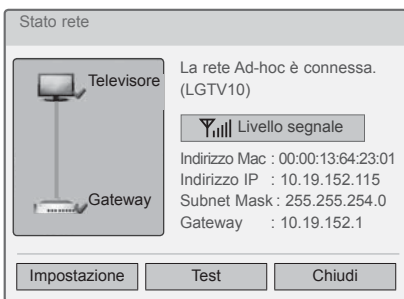 Stato rete
Televisore
Gateway
La rete Ad-hoc è connessa.
(LGTV10)
Livello segnale
Indirizzo Mac : 00:00:13:64:23:01
Indirizzo IP : 10.19.152.115
Subnet Mask : 255.255.254.0
Gateway : 10.19.152.1
Impostazione
Test
Chiudi